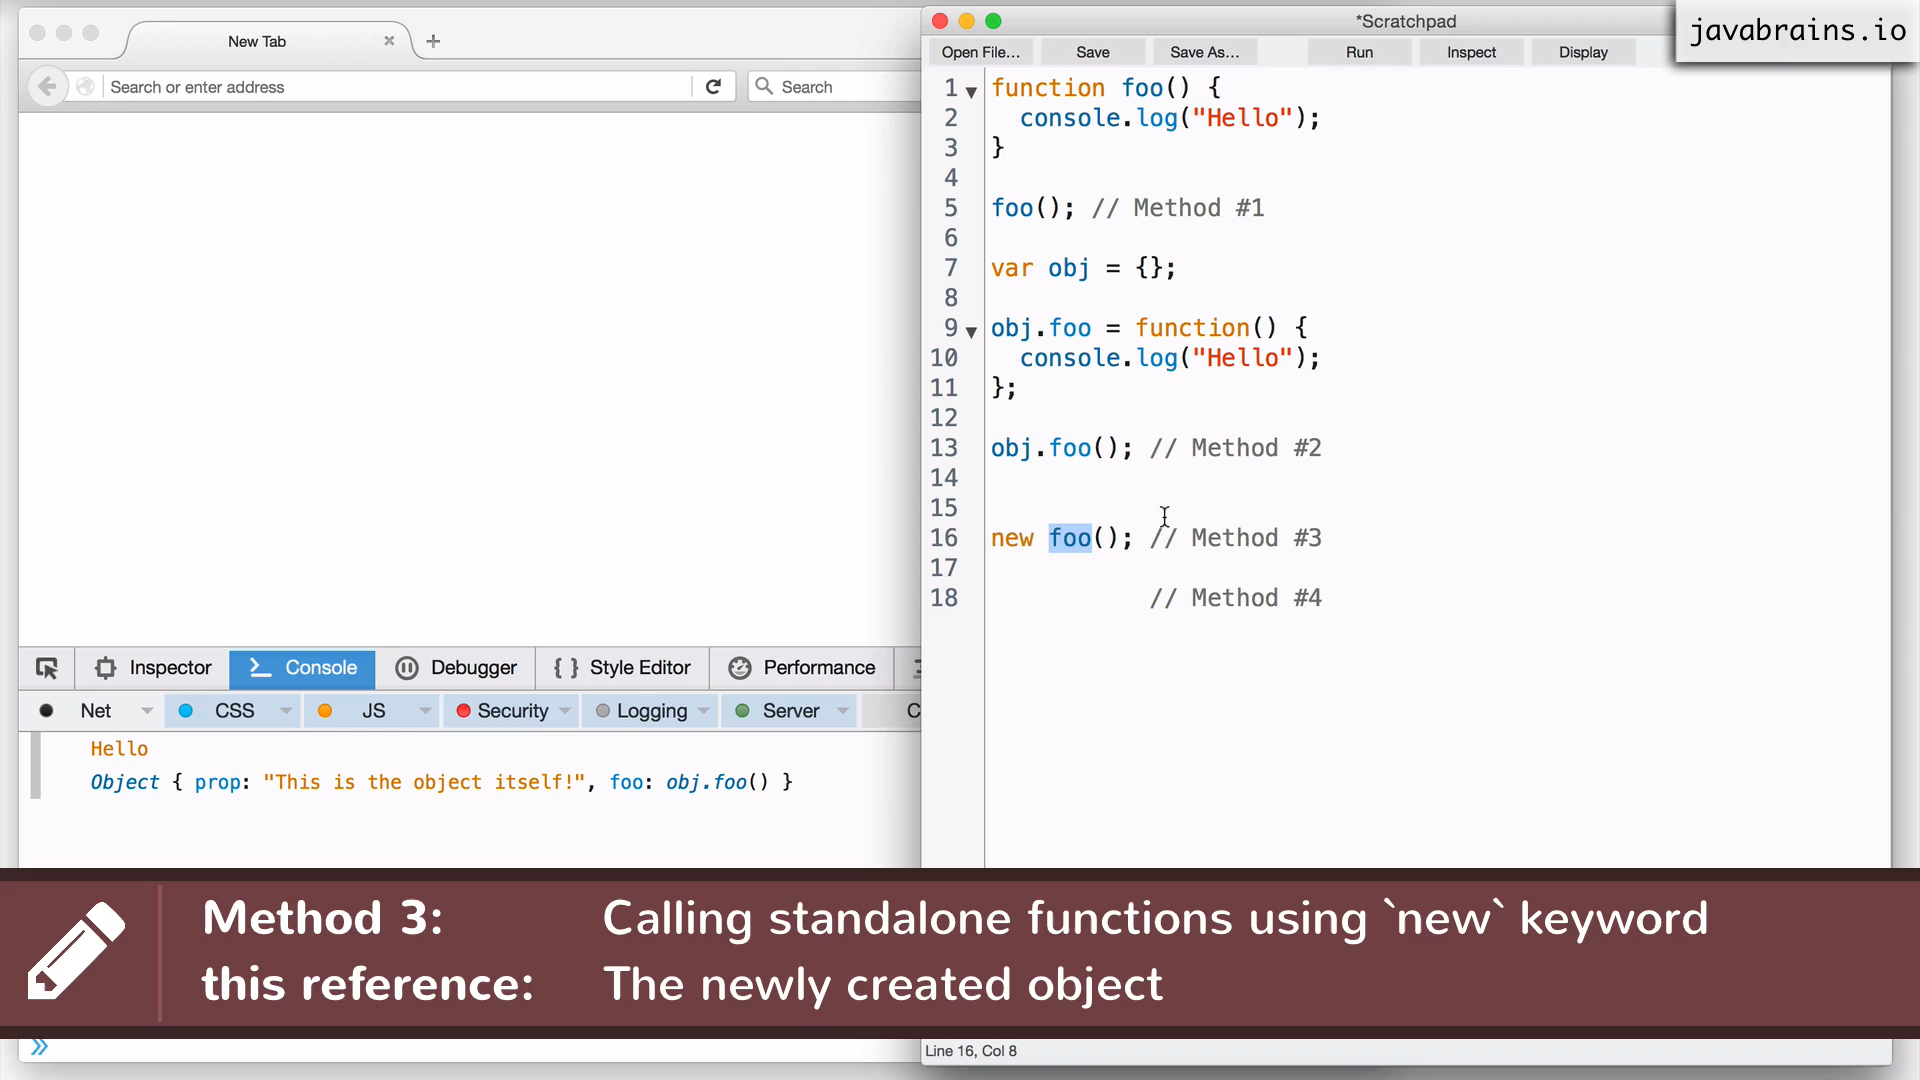 New Tab
Search or enter address
Search
Inspector Console Debugger { } Style Editor Performance
Net CSS JS Security Logging Server C
Hello
Object { prop: "This is the object itself!", foo: obj.foo() }
»
*Scratchpad
javabrains.io
Open File... Save Save As... Run Inspect Display
1 function foo() {
2 console.log("Hello");
3 }
4
5 foo(); // Method #1
6
7 var obj = {};
8
9 obj.foo = function() {
10 console.log("Hello");
11 };
12
13 obj.foo(); // Method #2
14
15
16 new foo(); // Method #3
17
18 // Method #4
Method 3: Calling standalone functions using `new` keyword
this reference: The newly created object
Line 16, Col 8